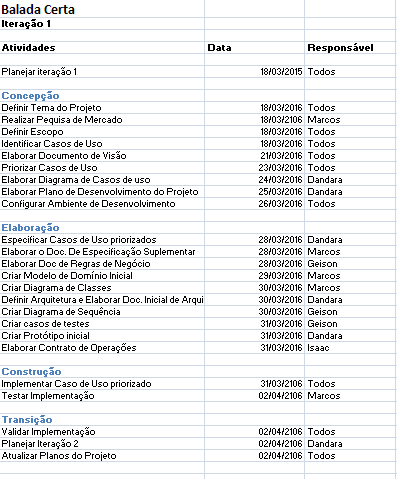 Balada Certa
Iteração 1
Atividades Data Responsável
Planejar iteração 1 18/03/2015 Todos
Concepção
Definir Tema do Projeto 18/03/2016 Todos
Realizar Pequisa de Mercado 18/03/2106 Marcos
Definir Escopo 18/03/2016 Todos
Identificar Casos de Uso 18/03/2016 Todos
Elaborar Documento de Visão 21/03/2016 Todos
Priorizar Casos de Uso 23/03/2016 Todos
Elaborar Diagrama de Casos de uso 24/03/2016 Dandara
Elaborar Plano de Desenvolvimento do Projeto 25/03/2016 Dandara
Configurar Ambiente de Desenvolvimento 26/03/2016 Todos
Elaboração
Especificar Casos de Uso priorizados 28/03/2016 Dandara
Elaborar o Doc. De Especificação Suplementar 28/03/2016 Marcos
Elaborar Doc de Regras de Negócio 28/03/2016 Geison
Criar Modelo de Domínio Inicial 29/03/2016 Marcos
Criar Diagrama de Classes 30/03/2016 Marcos
Definir Arquitetura e Elaborar Doc. Inicial de Arqui 30/03/2016 Dandara
Criar Diagrama de Sequência 30/03/2016 Geison
Criar casos de testes 31/03/2016 Geison
Criar Protótipo inicial 31/03/2016 Dandara
Elaborar Contrato de Operações 31/03/2016 Isaac
Construção
Implementar Caso de Uso priorizado 31/03/2106 Todos
Testar Implementação 02/04/2106 Marcos
Transição
Validar Implementação 02/04/2106 Todos
Planejar Iteração 2 02/04/2106 Dandara
Atualizar Planos do Projeto 02/04/2106 Todos